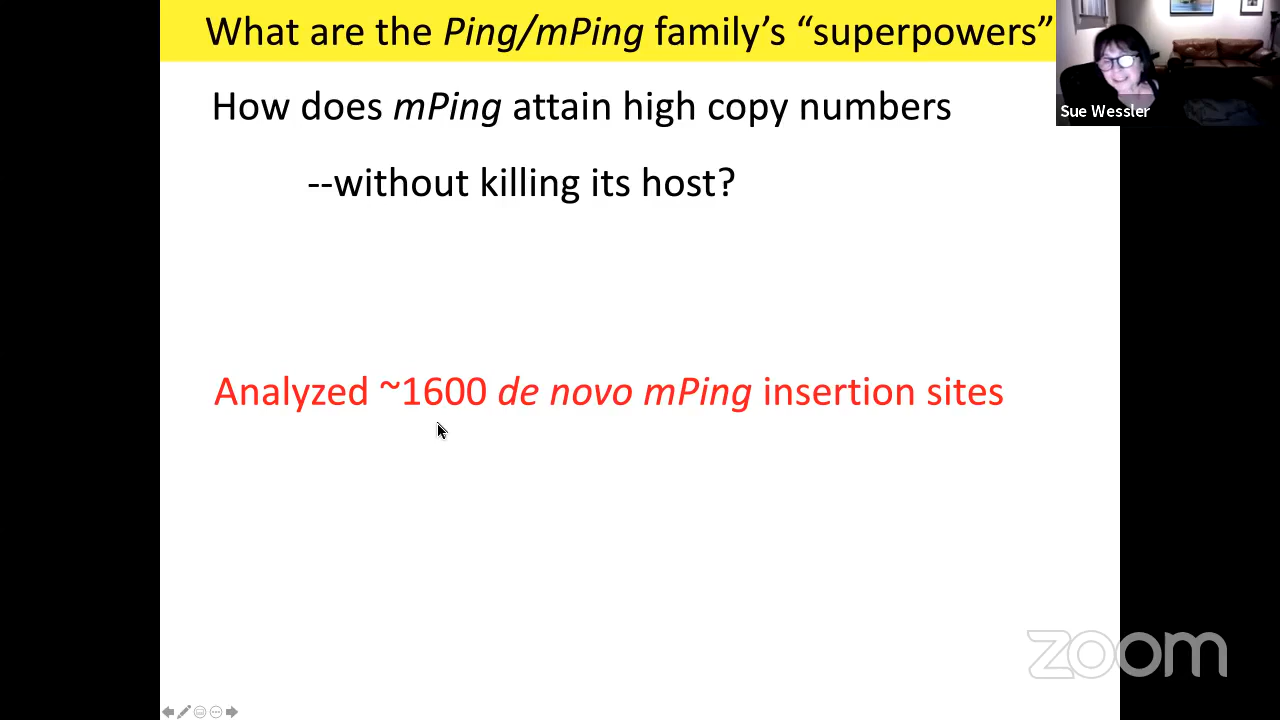 What are the Ping/mPing family’s “superpowers”
Sue Wessler
How does mPing attain high copy numbers
--without killing its host?
Analyzed ~1600 de novo mPing insertion sites
zoom